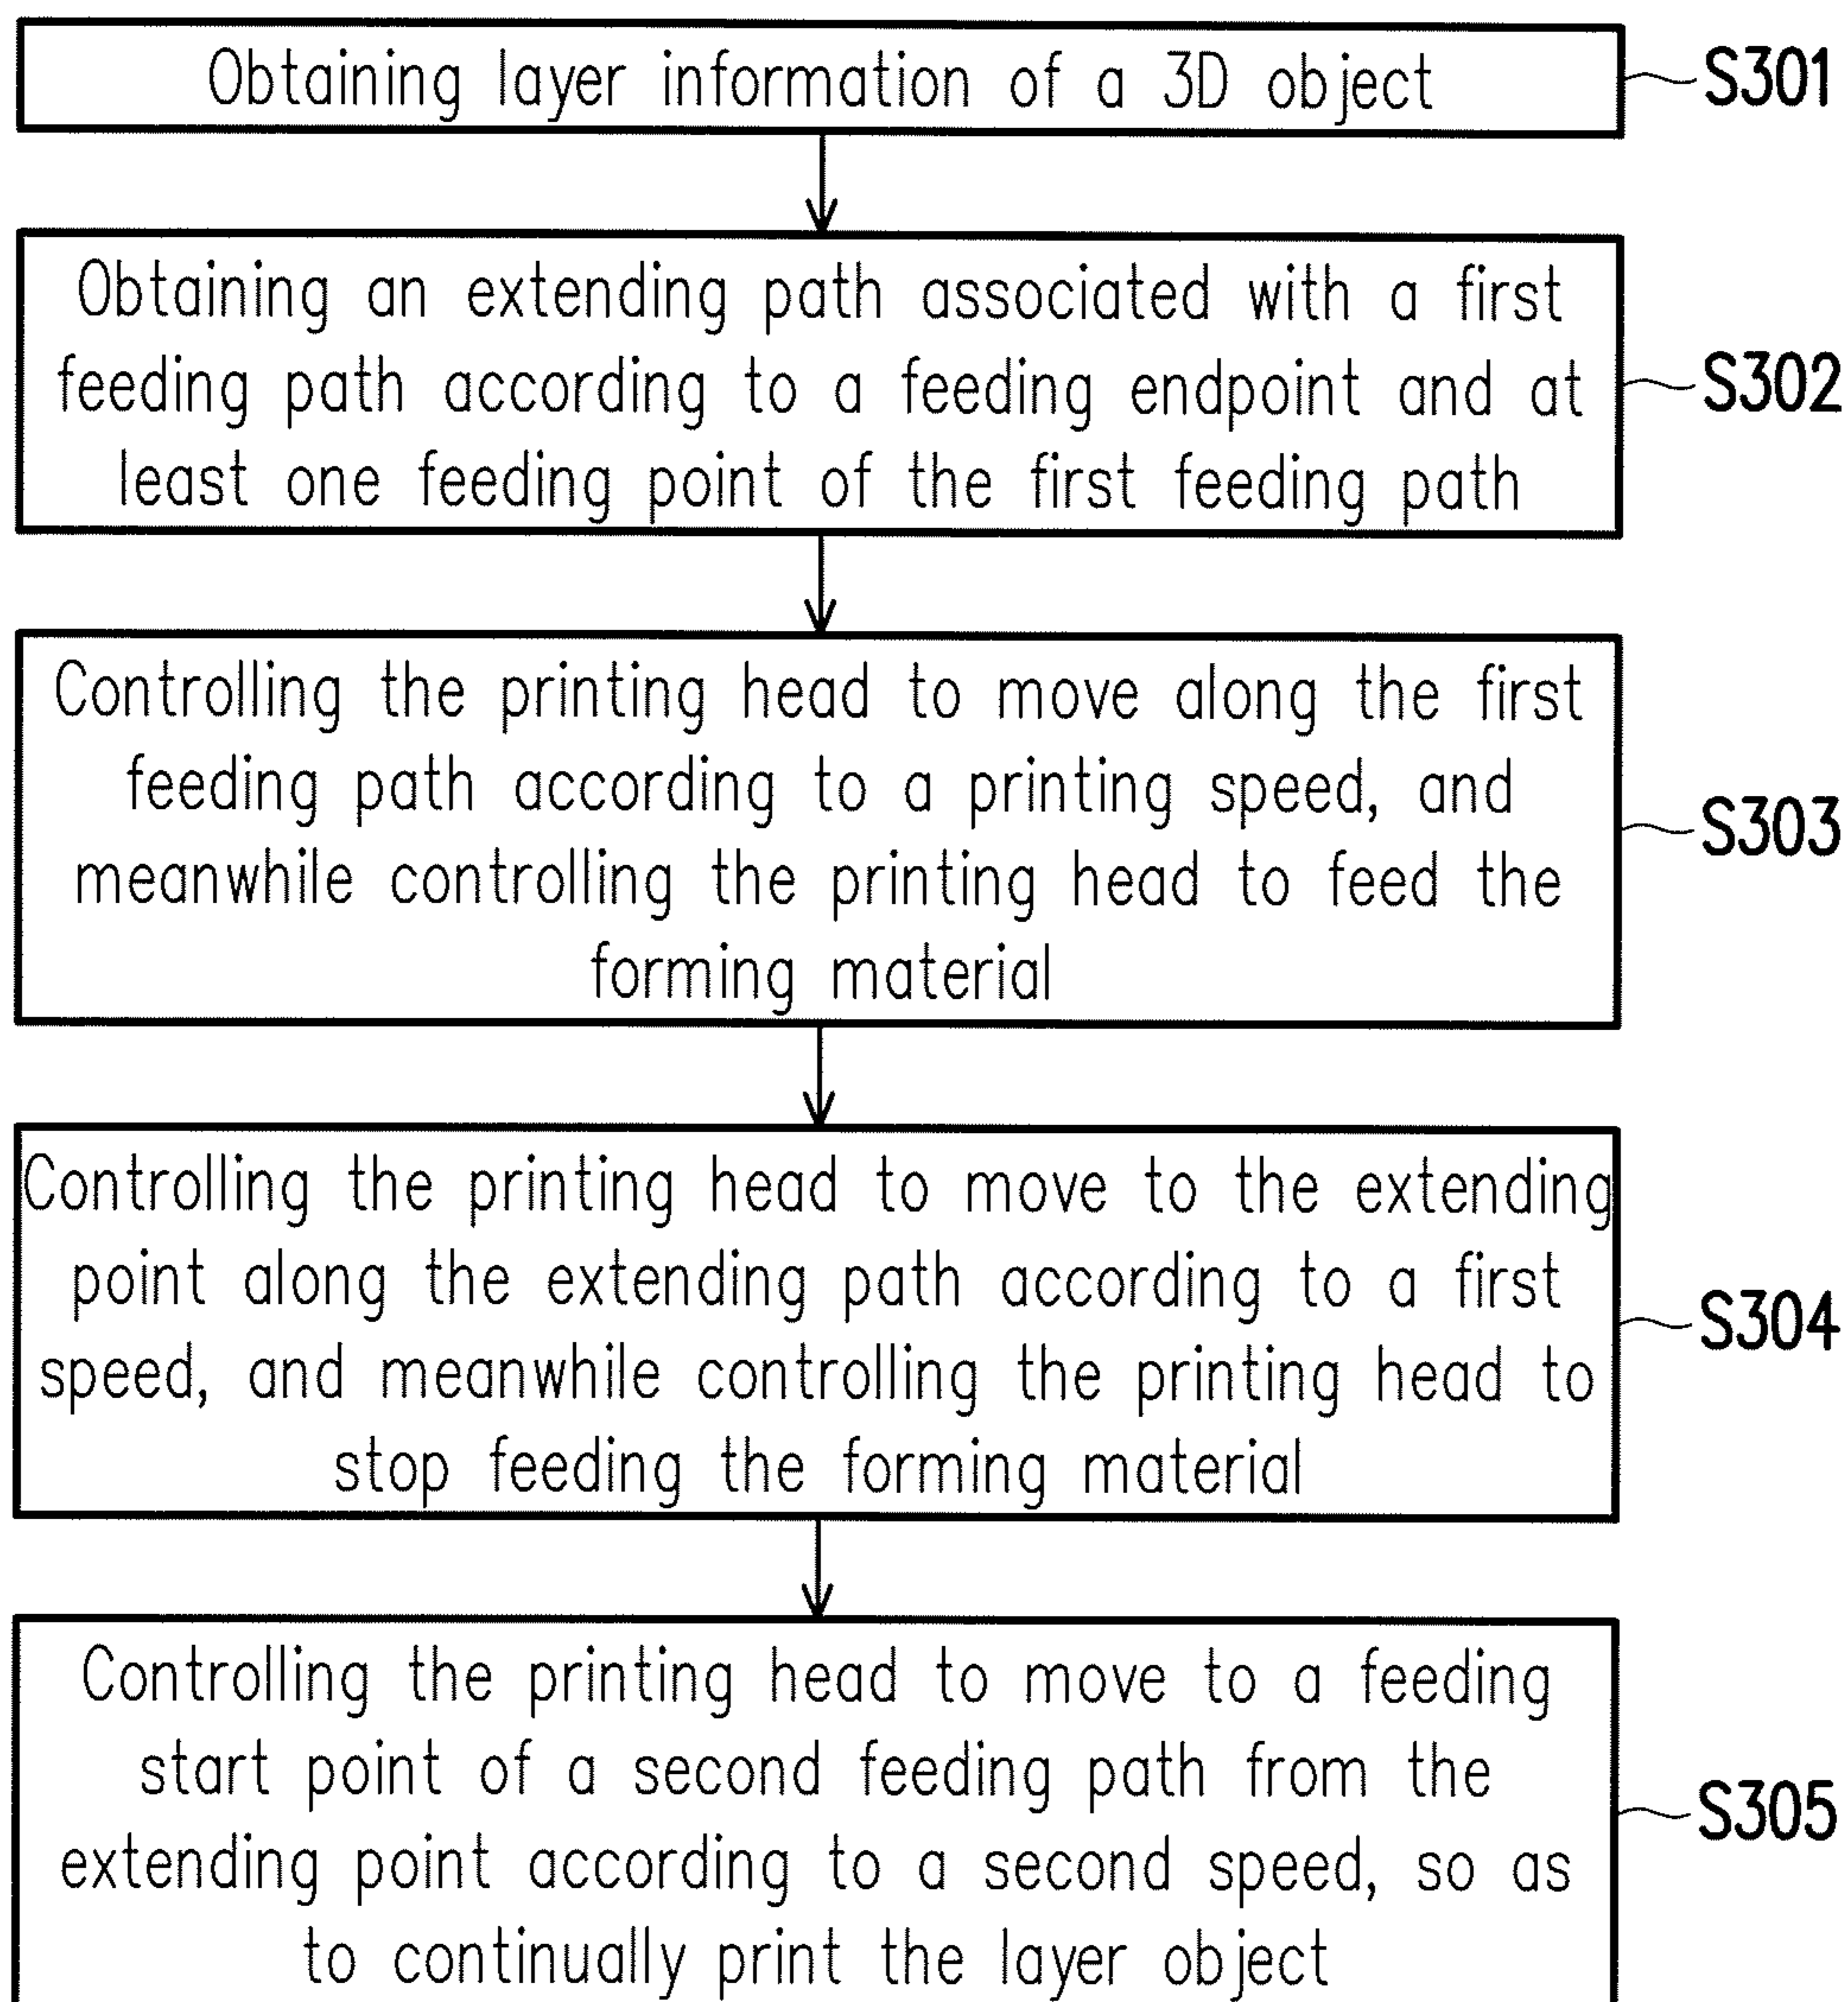 Obtaining layer information of a 3D object
S301
Obtaining an extending path associated with a first
feeding path according to a feeding endpoint and at
least one feeding point of the first feeding path
S302
Controlling the printing head to move along the first
feeding path according to a printing speed, and
meanwhile controlling the printing head to feed the
forming material
S303
Controlling the printing head to move to the extending
point along the extending path according to a first
speed, and meanwhile controlling the printing head to
stop feeding the forming material
S304
Controlling the printing head to move to a feeding
start point of a second feeding path from the
extending point according to a second speed, so as
to continually print the layer object
S305